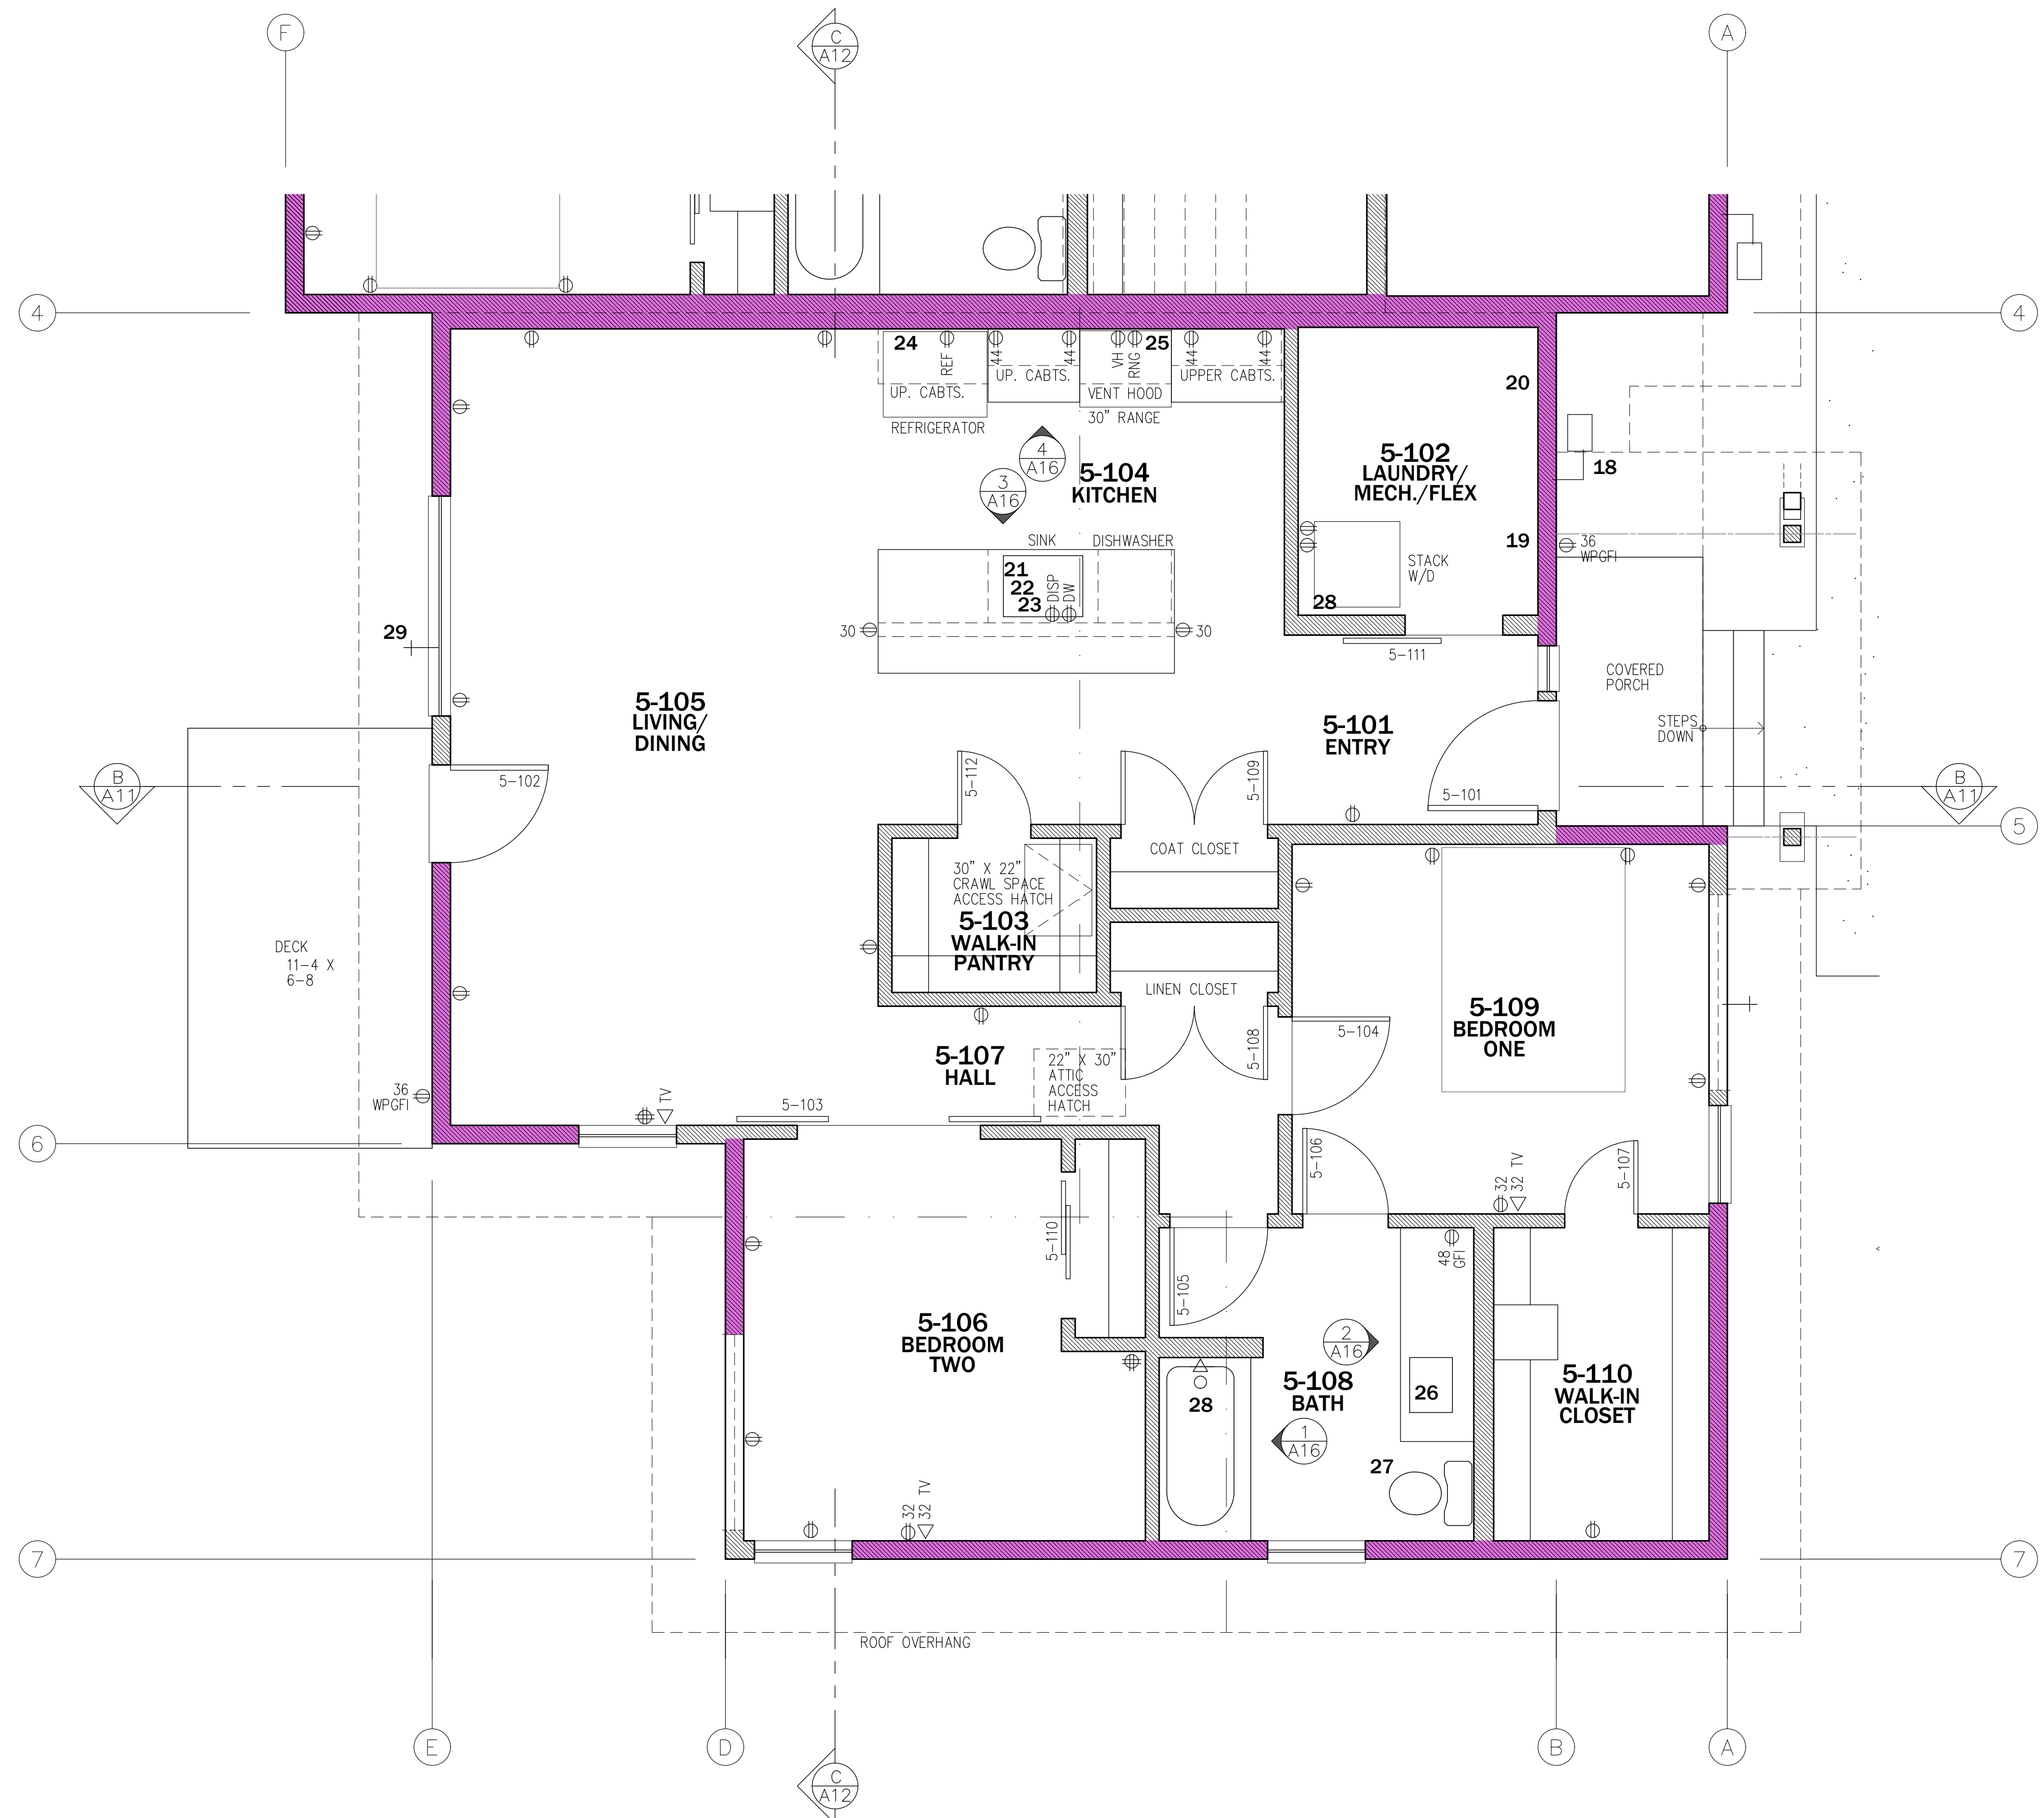 F
C
A12
A
4
4
24
REF
44
44
VH
RNG
25
44
44
UP. CABTS.
UP. CABTS.
VENT HOOD
UPPER CABTS.
REFRIGERATOR
30" RANGE
20
4
A16
3
A16
5-104
KITCHEN
5-102
LAUNDRY/
MECH./FLEX
18
SINK
DISHWASHER
19
36
WPGFI
21
22
23
DISP
DW
STACK
W/D
28
30
30
29
5-111
COVERED
PORCH
5-105
LIVING/
DINING
5-101
ENTRY
STEPS
DOWN
B
A11
5-102
5-112
5-109
5-101
B
A11
5
COAT CLOSET
30" X 22"
CRAWL SPACE
ACCESS HATCH
5-103
WALK-IN
PANTRY
DECK
11-4 X
6-8
LINEN CLOSET
5-109
BEDROOM
ONE
5-104
5-108
5-107
HALL
22" X 30"
ATTIC
ACCESS
HATCH
36
WPGFI
TV
5-103
6
5-106
5-107
32
32 TV
5-110
48
GFI
5-105
5-106
BEDROOM
TWO
2
A16
5-108
BATH
26
28
5-110
WALK-IN
CLOSET
1
A16
27
32
32 TV
7
7
ROOF OVERHANG
E
D
B
A
C
A12